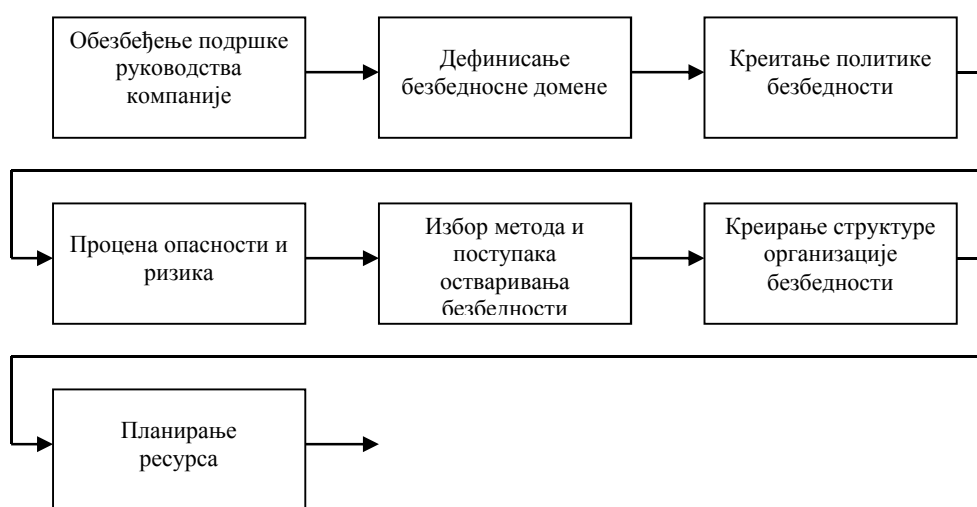 Обезбеђење подршке
руководства
компаније
Дефинисање
безбедносне домене
Креитање политике
безбедности
Процена опасности и
ризика
Избор метода и
поступака
остваривања
безбедности
Креирање структуре
организације
безбедности
Планирање
ресурса